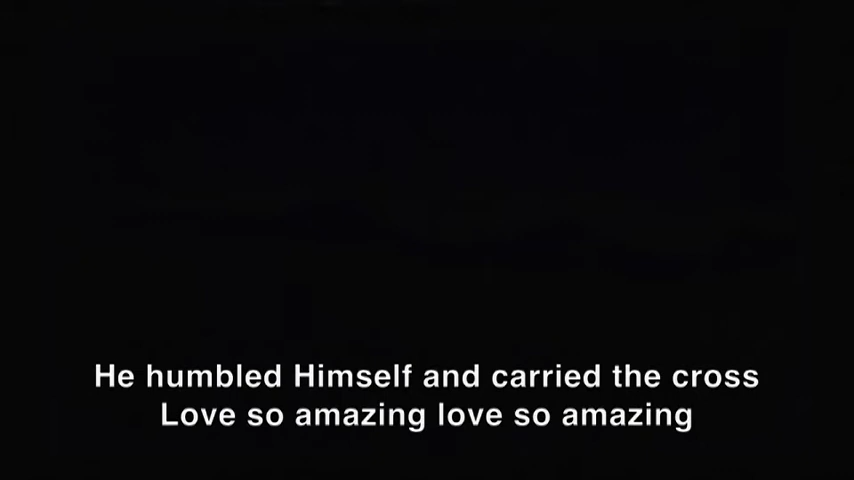 He humbled Himself and carried the cross
Love so amazing love so amazing